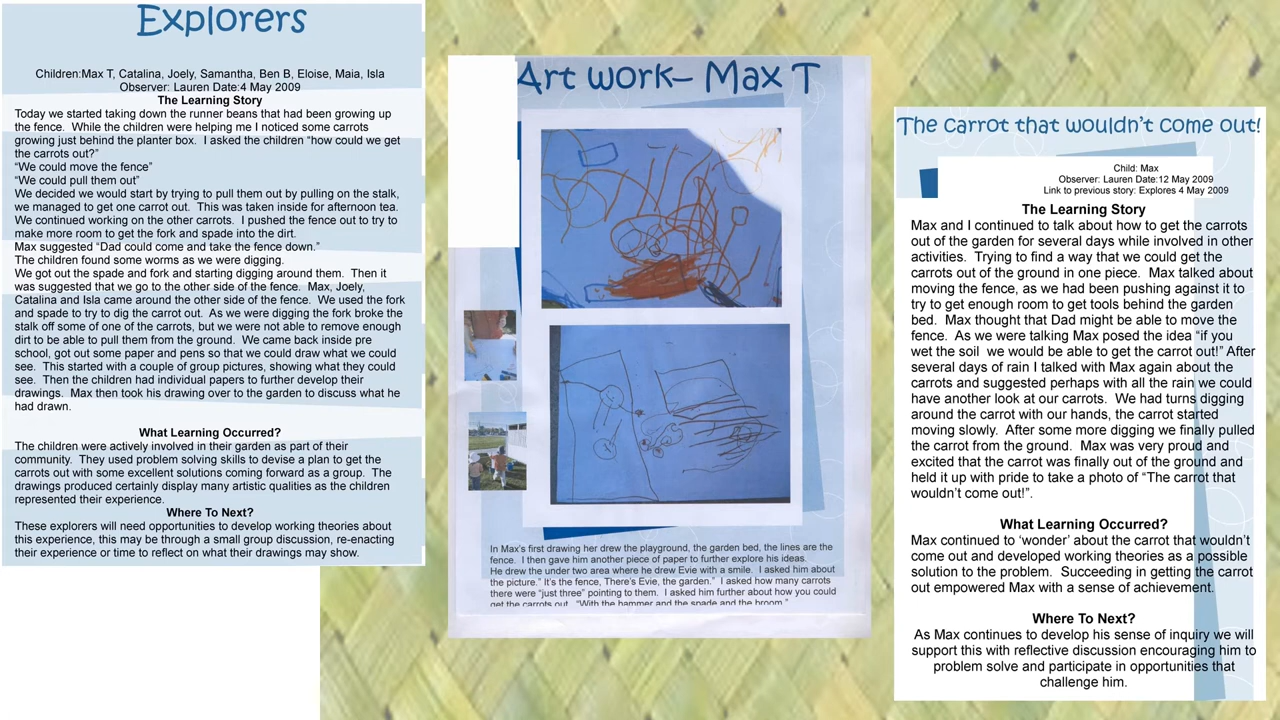 Explorers
Children:Max T, Catalina, Joely, Samantha, Ben B, Eloise, Maia, Isla
Observer: Lauren Date:4 May 2009
The Learning Story
Today we started taking down the runner beans that had been growing up
the fence.  While the children were helping me I noticed some carrots
growing just behind the planter box.  I asked the children “how could we get
the carrots out?”
“We could move the fence”
“We could pull them out”
We decided we would start by trying to pull them out by pulling on the stalk,
we managed to get one carrot out.  This was taken inside for afternoon tea.
We continued working on the other carrots.  I pushed the fence out to try to
make more room to get the fork and spade into the dirt.
Max suggested “Dad could come and take the fence down.”
The children found some worms as we were digging.
We got out the spade and fork and starting digging around them.  Then it
was suggested that we go to the other side of the fence.  Max, Joely,
Catalina and Isla came around the other side of the fence.  We used the fork
and spade to try to dig the carrot out.  As we were digging the fork broke the
stalk off some of one of the carrots, but we were not able to remove enough
dirt to be able to pull them from the ground.  We came back inside pre
school, got out some paper and pens so that we could draw what we could
see.  This started with a couple of group pictures, showing what they could
see.  Then the children had individual papers to further develop their
drawings.  Max then took his drawing over to the garden to discuss what he
had drawn.
What Learning Occurred?
The children were actively involved in their garden as part of their
community.  They used problem solving skills to devise a plan to get the
carrots out with some excellent solutions coming forward as a group.  The
drawings produced certainly display many artistic qualities as the children
represented their experience.
Where To Next?
These explorers will need opportunities to develop working theories about
this experience, this may be through a small group discussion, re-enacting
their experience or time to reflect on what their drawings may show.
Art work– Max T
In Max’s first drawing her drew the playground, the garden bed, the lines are the
fence.  I then gave him another piece of paper to further explore his ideas.
He drew the under two area where he drew Evie with a smile.  I asked him about
the picture.” It’s the fence, There’s Evie, the garden.”  I asked how many carrots
there were “just three” pointing to them.  I asked him further about how you could
get the carrots out.  “With the hammer and the spade and the broom.”
The carrot that wouldn’t come out!
Child: Max
Observer: Lauren Date:12 May 2009
Link to previous story: Explores 4 May 2009
The Learning Story
Max and I continued to talk about how to get the carrots
out of the garden for several days while involved in other
activities.  Trying to find a way that we could get the
carrots out of the ground in one piece.  Max talked about
moving the fence, as we had been pushing against it to
try to get enough room to get tools behind the garden
bed.  Max thought that Dad might be able to move the
fence.  As we were talking Max posed the idea “if you
wet the soil  we would be able to get the carrot out!” After
several days of rain I talked with Max again about the
carrots and suggested perhaps with all the rain we could
have another look at our carrots.  We had turns digging
around the carrot with our hands, the carrot started
moving slowly.  After some more digging we finally pulled
the carrot from the ground.  Max was very proud and
excited that the carrot was finally out of the ground and
held it up with pride to take a photo of “The carrot that
wouldn’t come out!”.
What Learning Occurred?
Max continued to ‘wonder’ about the carrot that wouldn’t
come out and developed working theories as a possible
solution to the problem.  Succeeding in getting the carrot
out empowered Max with a sense of achievement.
Where To Next?
As Max continues to develop his sense of inquiry we will
support this with reflective discussion encouraging him to
problem solve and participate in opportunities that
challenge him.